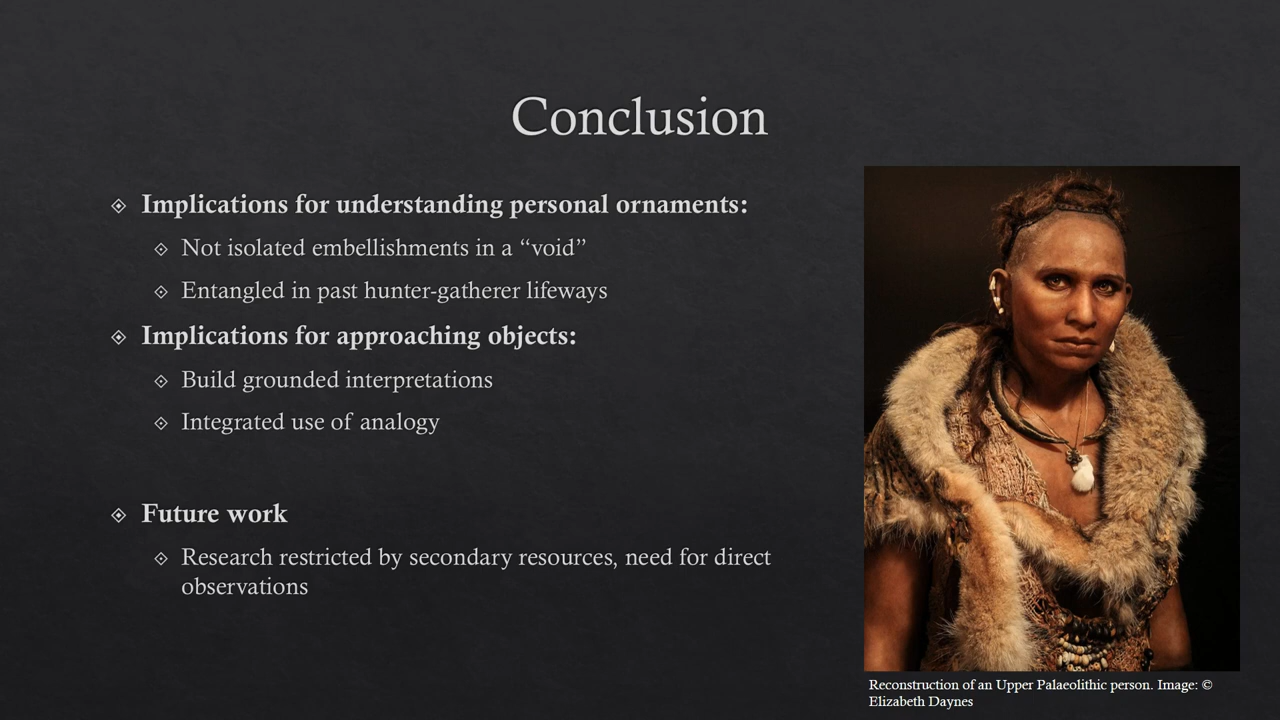 Conclusion
Implications for understanding personal ornaments:
Not isolated embellishments in a “void”
Entangled in past hunter-gatherer lifeways
Implications for approaching objects:
Build grounded interpretations
Integrated use of analogy
Future work
Research restricted by secondary resources, need for direct
observations
Reconstruction of an Upper Palaeolithic person. Image: ©
Elizabeth Daynes